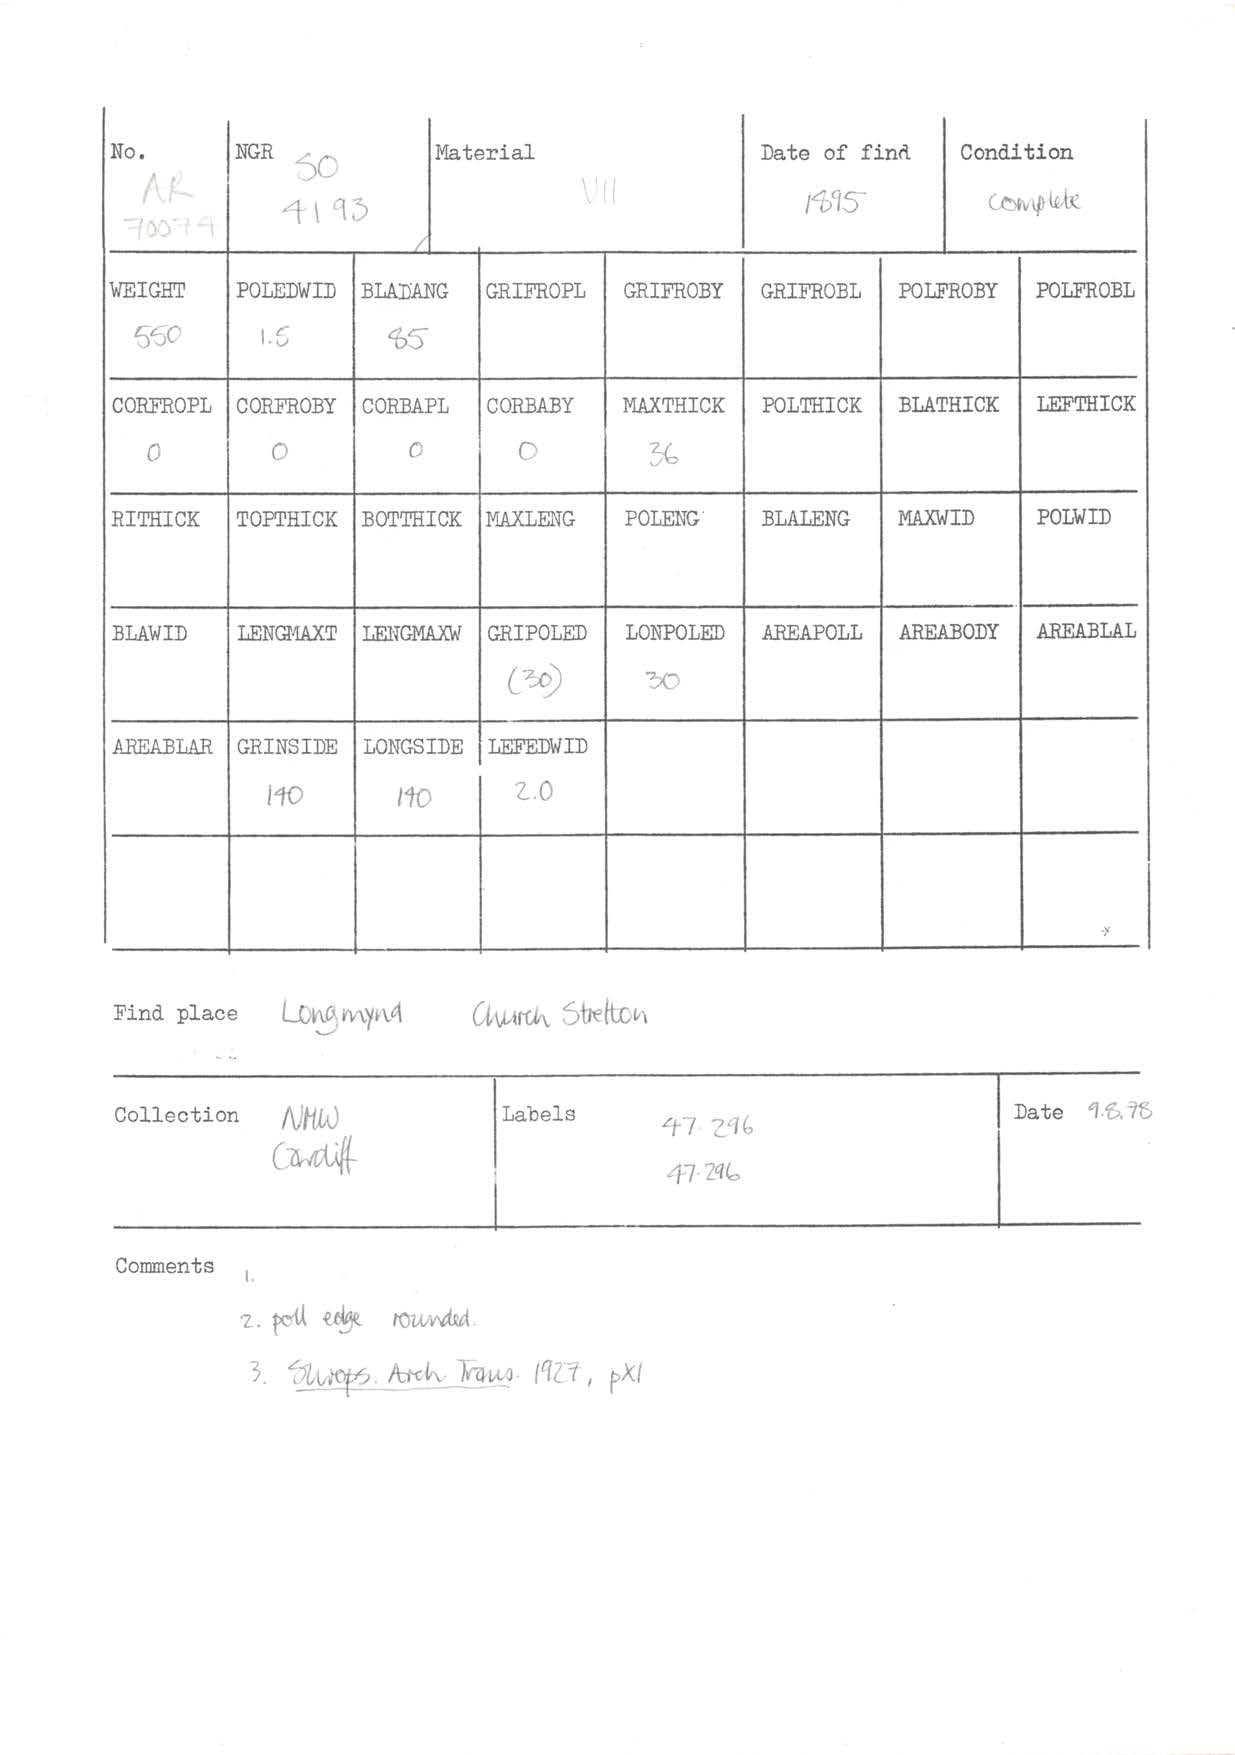 No. NGR Material Date of find Condition
AR SO VII 1895 complete
70074 4193
WEIGHT POLEDWID BLADANG GRIFROPL GRIFROBY GRIFROBL POLFROBY POLFROBL
550 1.5 85
CORFROPL CORFROBY CORBAPL CORBABY MAXTHICK POLTHICK BLATHICK LEFTHICK
0 0 0 0 36
RITHICK TOPTHICK BOTTHICK MAXLENG POLENG BLALENG MAXWID POLWID
BLAWID LENGMAXT LENGMAXW GRIPOLED LONPOLED AREAPOLL AREABODY AREABLAL
(30) 30
AREABLAR GRINSIDE LONGSIDE LEFEDWID
140 140 2.0
Find place Longmynd Church Stretton
Collection NMW Labels 47.296 Date 9.8.78
Cardiff 47.296
Comments 1.
2. poll edge rounded.
3. Shrops. Arch. Trans. 1927, pXI